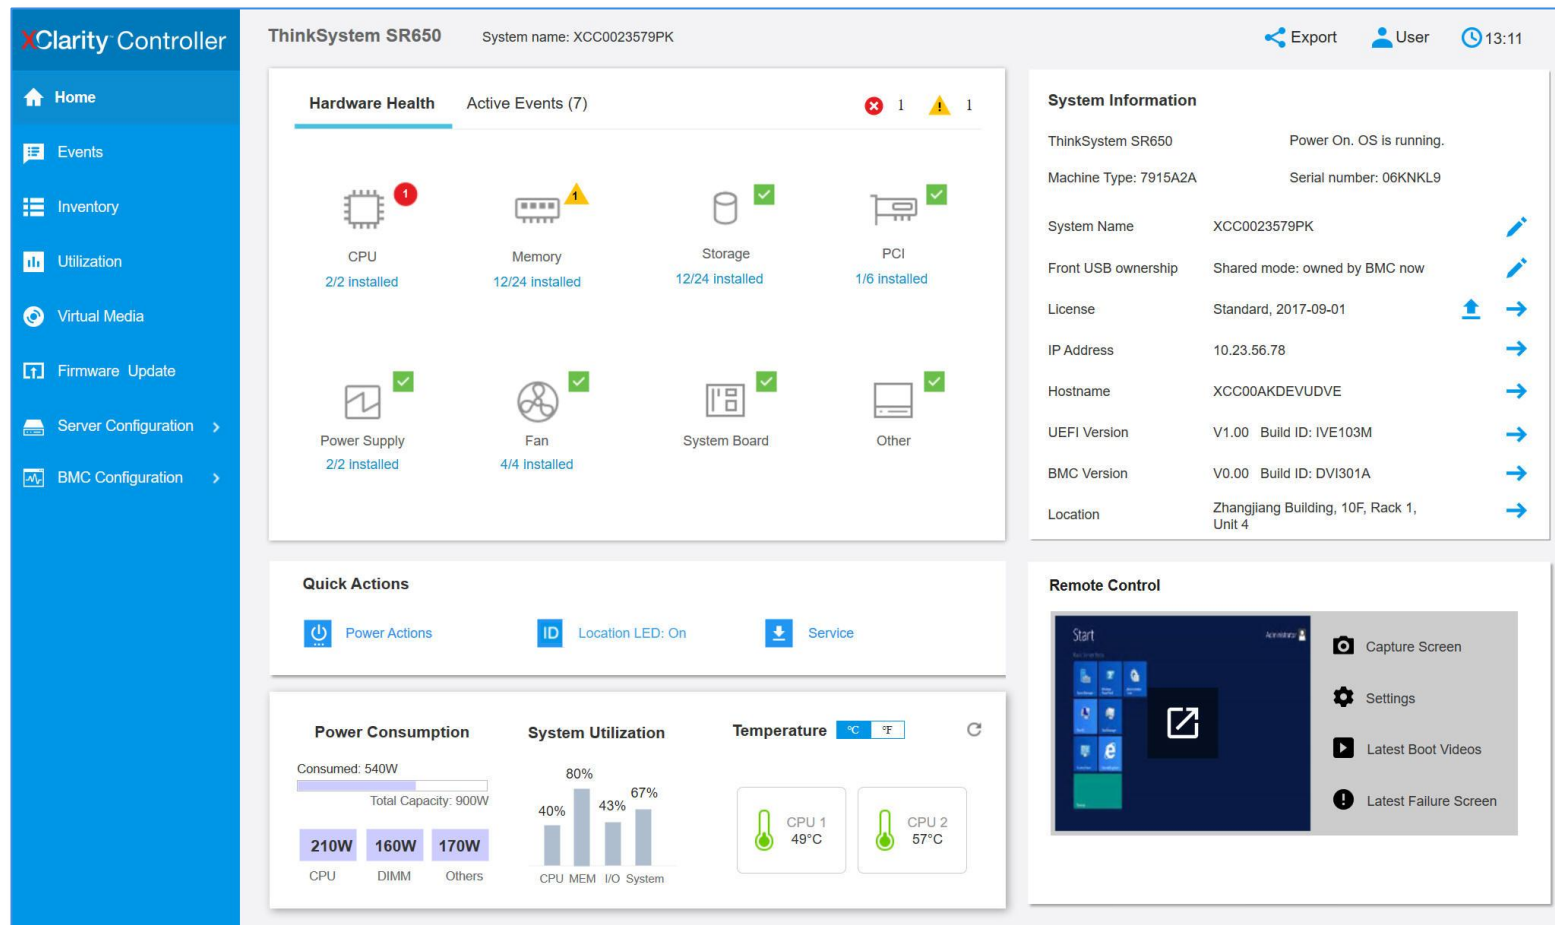 XClarity Controller
ThinkSystem SR650
System name: XCC0023579PK
Export
User
13:11
Home
Events
Inventory
Utilization
Virtual Media
Firmware Update
Server Configuration
BMC Configuration
Hardware Health
Active Events (7)
1
1
1
1
CPU
2/2 installed
Memory
12/24 installed
Storage
12/24 installed
PCI
1/6 installed
Power Supply
2/2 installed
Fan
4/4 Installed
System Board
Other
System Information
ThinkSystem SR650 Power On. OS is running.
Machine Type: 7915A2A Serial number: 06KNKL9
System Name XCC0023579PK
Front USB ownership Shared mode: owned by BMC now
License Standard, 2017-09-01
IP Address 10.23.56.78
Hostname XCC00AKDEVUDVE
UEFI Version V1.00 Build ID: IVE103M
BMC Version V0.00 Build ID: DVI301A
Location Zhangjiang Building, 10F, Rack 1,
Unit 4
Quick Actions
Power Actions
ID
Location LED: On
Service
Power Consumption
Consumed: 540W
Total Capacity: 900W
210W 160W 170W
CPU DIMM Others
System Utilization
80%
67%
43%
40%
CPU MEM I/O System
Temperature °C °F
CPU 1
49°C
CPU 2
57°C
Remote Control
Start
Administrator
Capture Screen
Settings
Latest Boot Videos
Latest Failure Screen